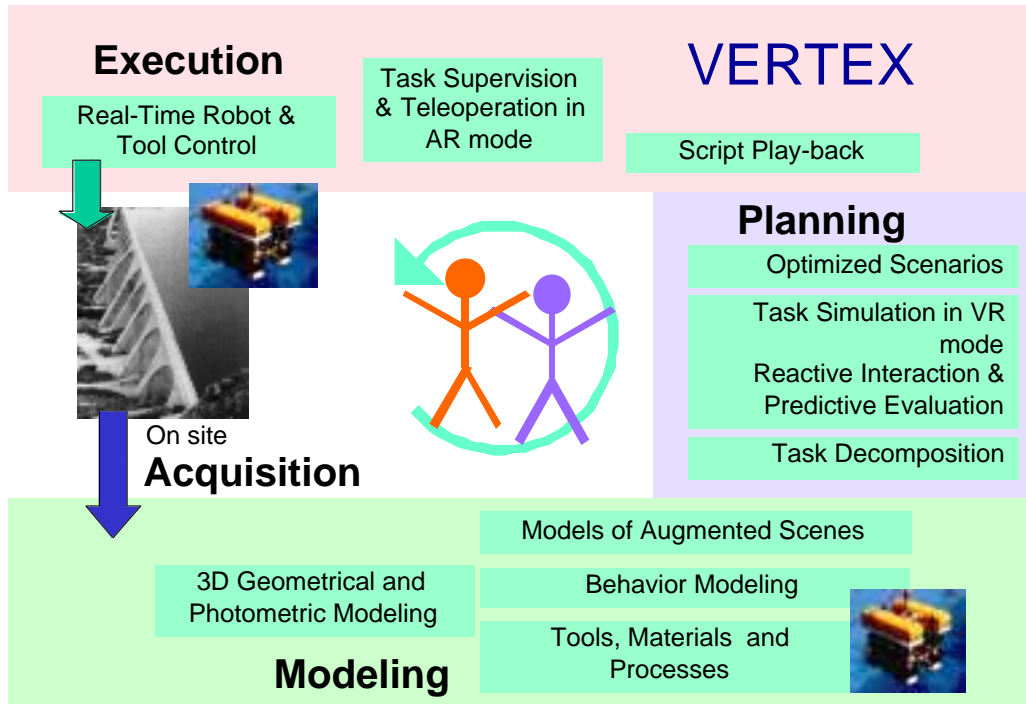 Execution
Real-Time Robot &
Tool Control
Task Supervision
& Teleoperation in
AR mode
VERTEX
Script Play-back
Planning
Optimized Scenarios
Task Simulation in VR
mode
Reactive Interaction &
Predictive Evaluation
Task Decomposition
On site
Acquisition
Models of Augmented Scenes
3D Geometrical and
Photometric Modeling
Behavior Modeling
Tools, Materials and
Processes
Modeling